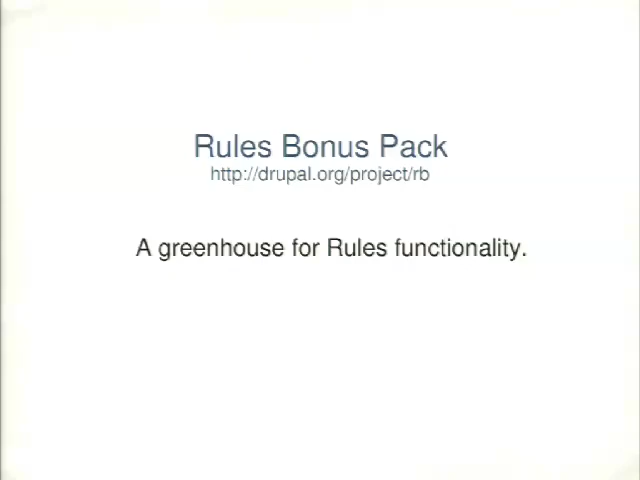 Rules Bonus Pack
http://drupal.org/project/rb
A greenhouse for Rules functionality.